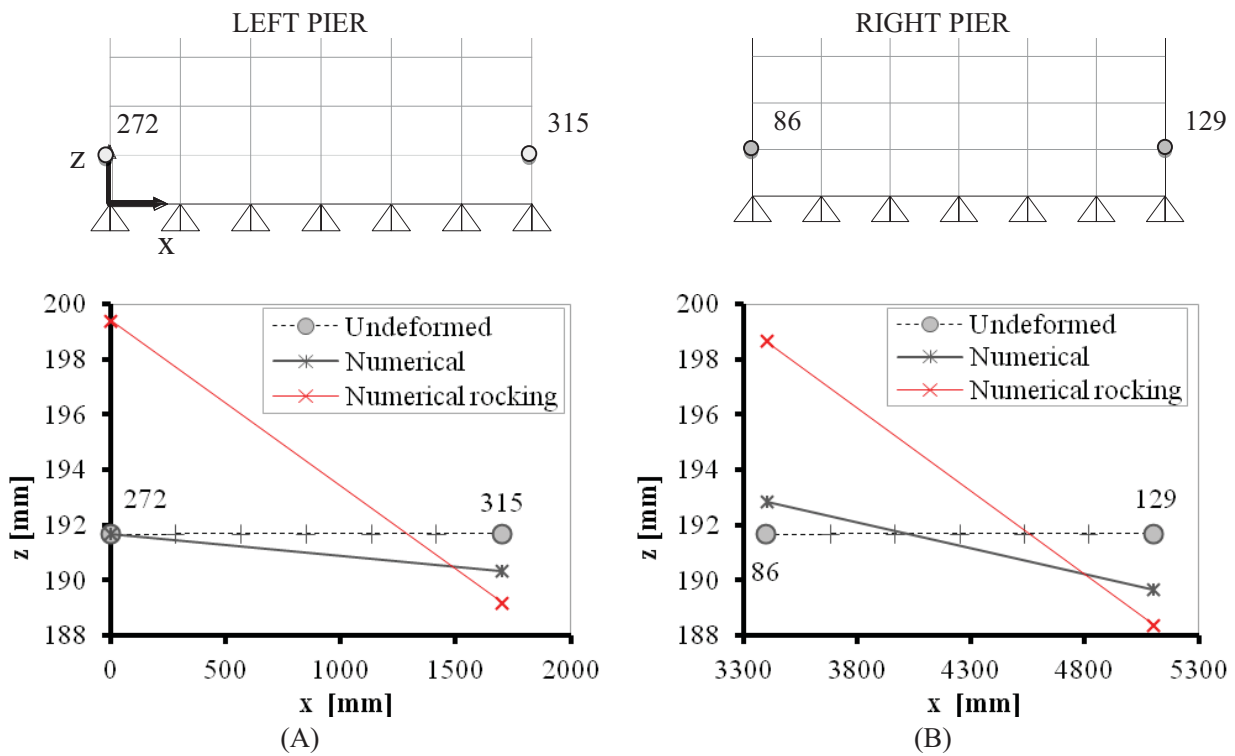 LEFT PIER
272
315
Z
X
RIGHT PIER
86
129
200
198
196
194
192
190
188
z [mm]
Undeformed
Numerical
Numerical rocking
272
315
0
500
1000
1500
2000
x [mm]
(A)
200
198
196
194
192
190
188
z [mm]
Undeformed
Numerical
Numerical rocking
129
86
3300
3800
4300
4800
5300
x [mm]
(B)